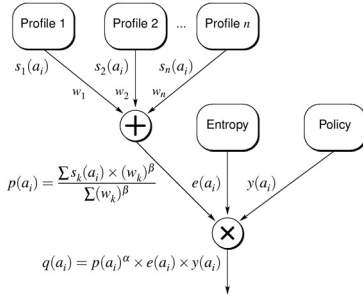 Profile 1 Profile 2 ... Profile n
s₁(aᵢ) s₂(aᵢ) sₙ(aᵢ)
w₁ w₂ wₙ
+
Entropy Policy
p(aᵢ) = ∑ sₖ(aᵢ) × (wₖ)^β / ∑(wₖ)^β
e(aᵢ) y(aᵢ)
×
q(aᵢ) = p(aᵢ)^α × e(aᵢ) × y(aᵢ)